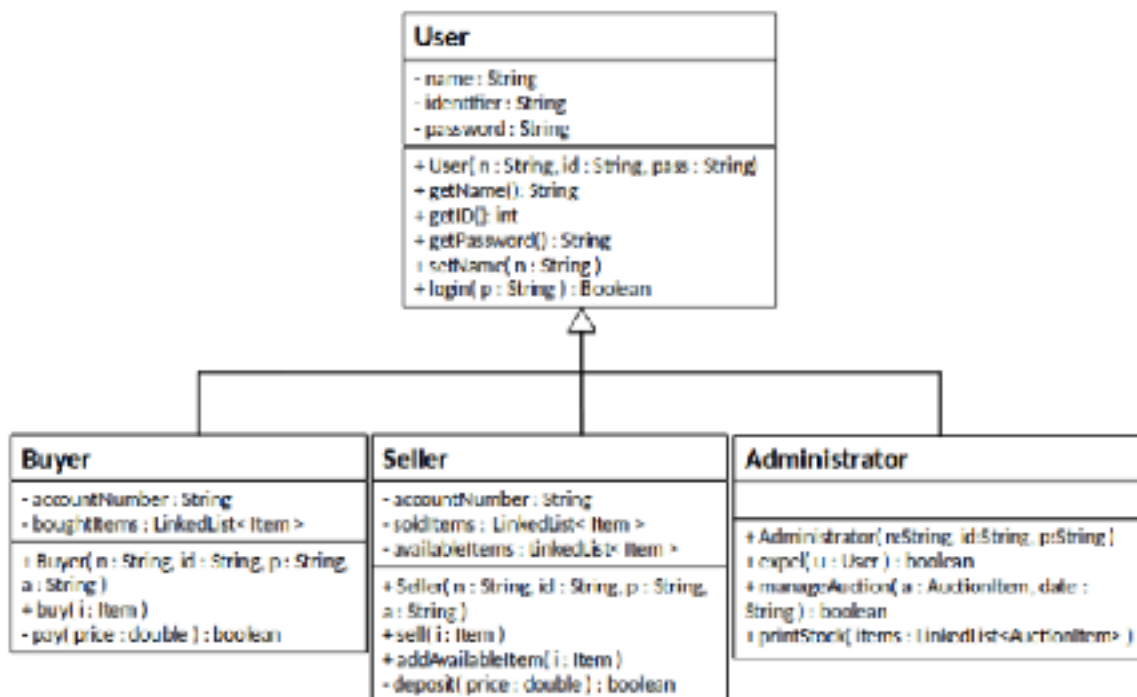 User
- name : String
- identifier : String
- password : String
+ User( n : String, id : String, pass : String)
+ getName(): String
+ getID(): int
+ getPassword() : String
+ setName( n : String )
+ login( p : String ) : Boolean
Buyer
- accountNumber : String
- boughtItems : LinkedList< Item >
+ Buyer( n : String, id : String, p : String,
a : String )
+ buy( i : Item )
- pay( price : double ) : boolean
Seller
- accountNumber : String
- soldItems : LinkedList< Item >
- availableItems : LinkedList< Item >
+ Seller( n : String, id : String, p : String,
a : String )
+ sell( i : Item )
+ addAvailableItem( i : Item )
- deposit( price : double ) : boolean
Administrator
+ Administrator( n:String, id:String, p:String )
+ expel( u : User ) : boolean
+ manageAuction( a : AuctionItem, date :
String ) : boolean
+ printStock( items : LinkedList<AuctionItem> )